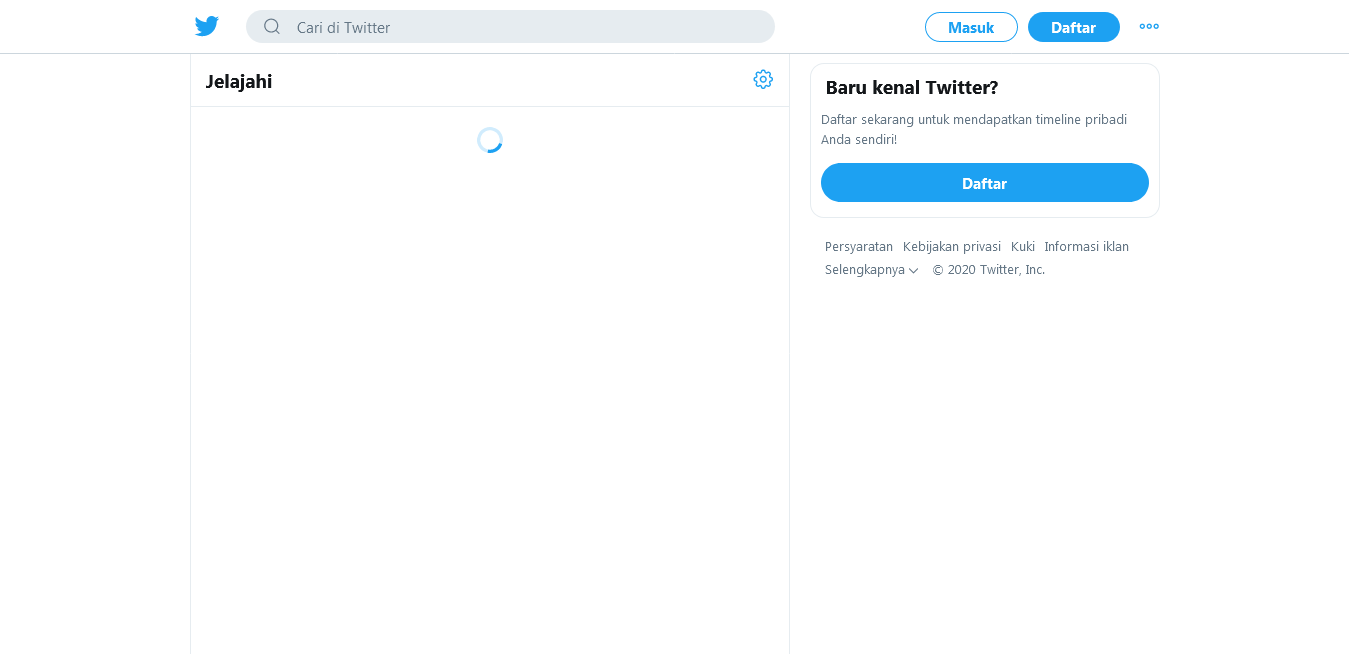 Cari di Twitter
Masuk
Daftar
Jelajahi
Baru kenal Twitter?
Daftar sekarang untuk mendapatkan timeline pribadi
Anda sendiri!
Daftar
Persyaratan Kebijakan privasi Kuki Informasi iklan
Selengkapnya © 2020 Twitter, Inc.